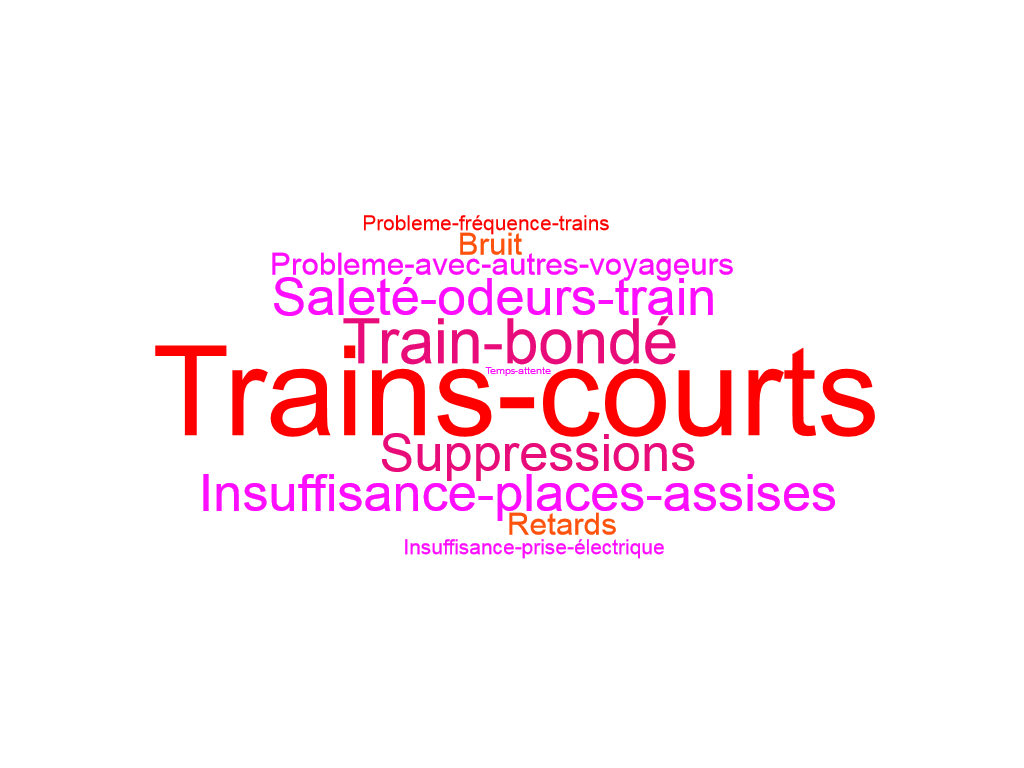 Probleme-fréquence-trains
Bruit
Probleme-avec-autres-voyageurs
Saleté-odeurs-train
Train-bondé
Temps-attente
Trains-courts
Suppressions
Insuffisance-places-assises
Retards
Insuffisance-prise-électrique